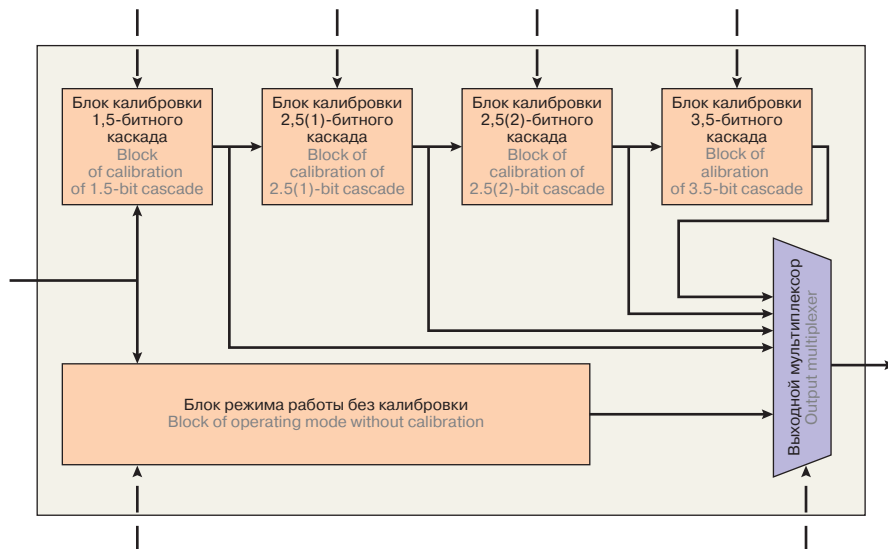 Блок калибровки
1,5-битного
каскада
Block
of calibration
of 1.5-bit cascade
Блок калибровки
2,5(1)-битного
каскада
Block of
calibration of
2.5(1)-bit cascade
Блок калибровки
2,5(2)-битного
каскада
Block of
calibration of
2.5(2)-bit cascade
Блок калибровки
3,5-битного
каскада
Block of
alibration
of 3.5-bit cascade
Выходной мультиплексор
Output multiplexer
Блок режима работы без калибровки
Block of operating mode without calibration